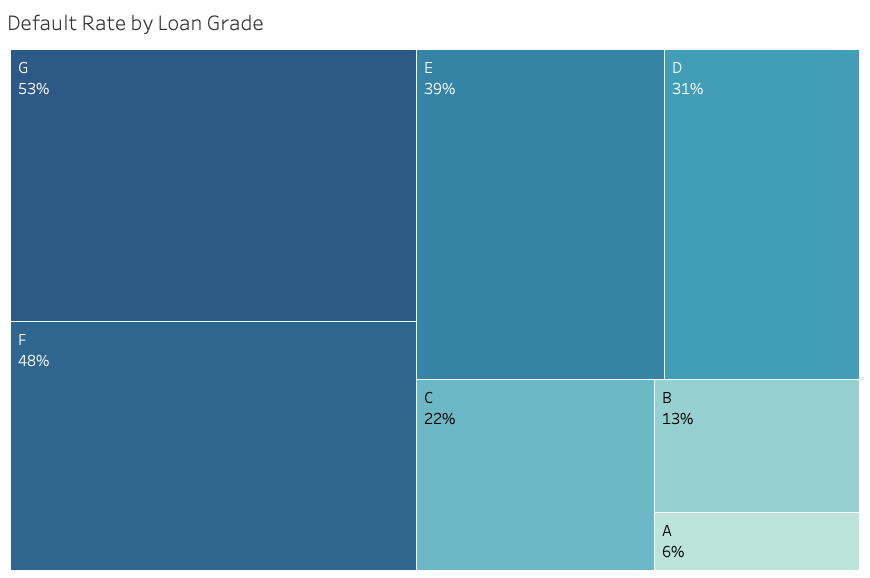 Default Rate by Loan Grade
G
53%
E
39%
D
31%
F
48%
C
22%
B
13%
A
6%